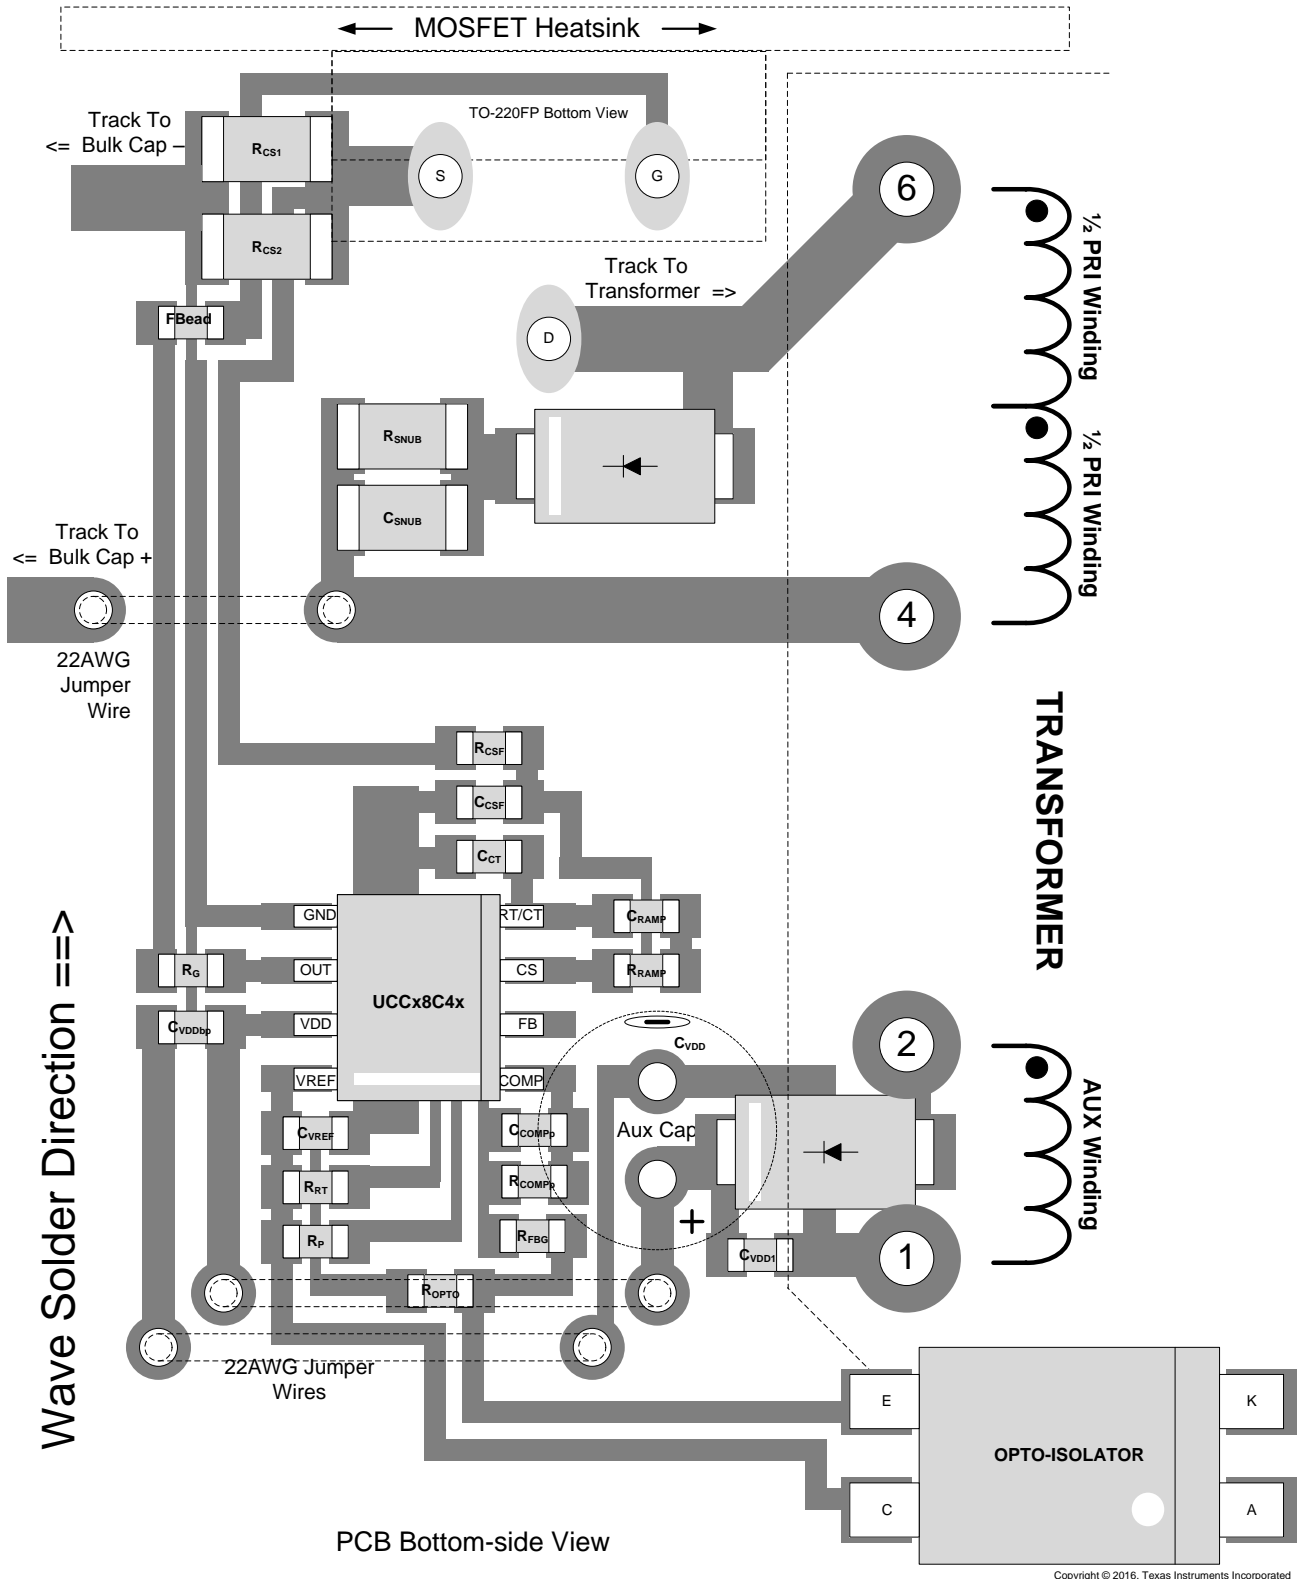 MOSFET Heatsink
TO-220FP Bottom View
Track To
<= Bulk Cap –
RCS1
S
G
6
RCS2
½ PRI Winding
Track To
Transformer =>
FBead
D
RSNUB
½ PRI Winding
CSNUB
Track To
<= Bulk Cap +
4
22AWG
Jumper
Wire
TRANSFORMER
RCSF
CCSF
CCT
GND
RT/CT
CRAMP
RG
OUT
CS
RRAMP
UCCx8C4x
CVDDbp
VDD
FB
–
CVDD
2
VREF
COMP
AUX Winding
CVREF
CCOMPp
Aux Cap
RRT
RCOMPp
+
RP
RFBG
CVDD1
1
ROPTO
Wave Solder Direction ==>
22AWG Jumper
Wires
E
K
OPTO-ISOLATOR
C
A
PCB Bottom-side View
Copyright © 2016, Texas Instruments Incorporated